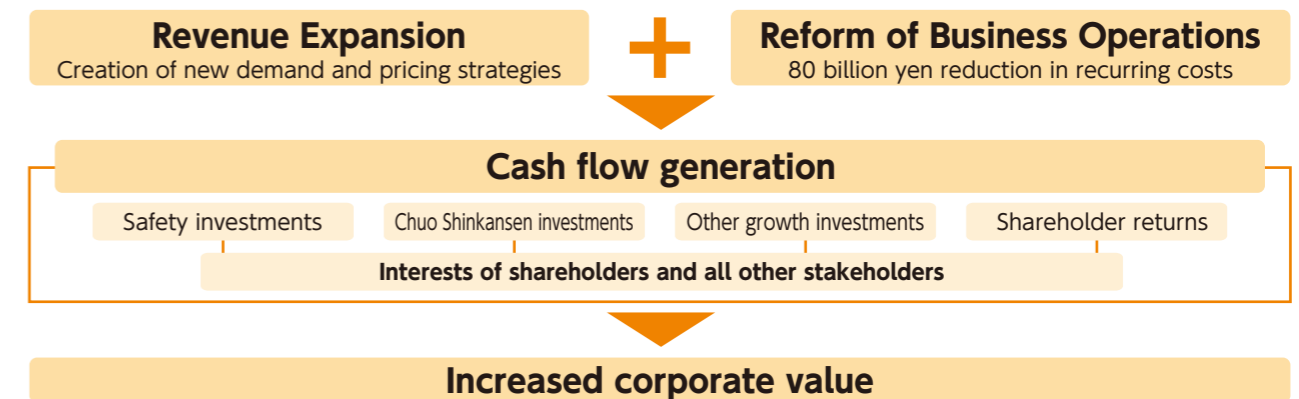 Revenue Expansion
Creation of new demand and pricing strategies
+
Reform of Business Operations
80 billion yen reduction in recurring costs
Cash flow generation
Safety investments
Chuo Shinkansen investments
Other growth investments
Shareholder returns
Interests of shareholders and all other stakeholders
Increased corporate value